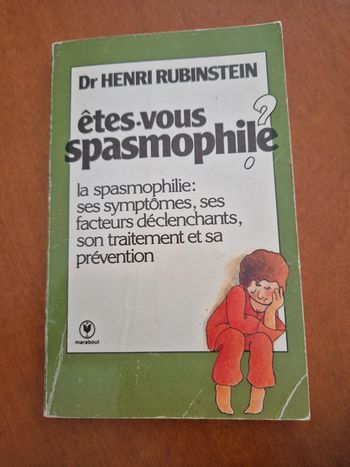 Dr HENRI RUBINSTEIN
êtes-vous
spasmophile?
la spasmophilie:
ses symptômes, ses
facteurs déclenchants,
son traitement et sa
prévention
marabout